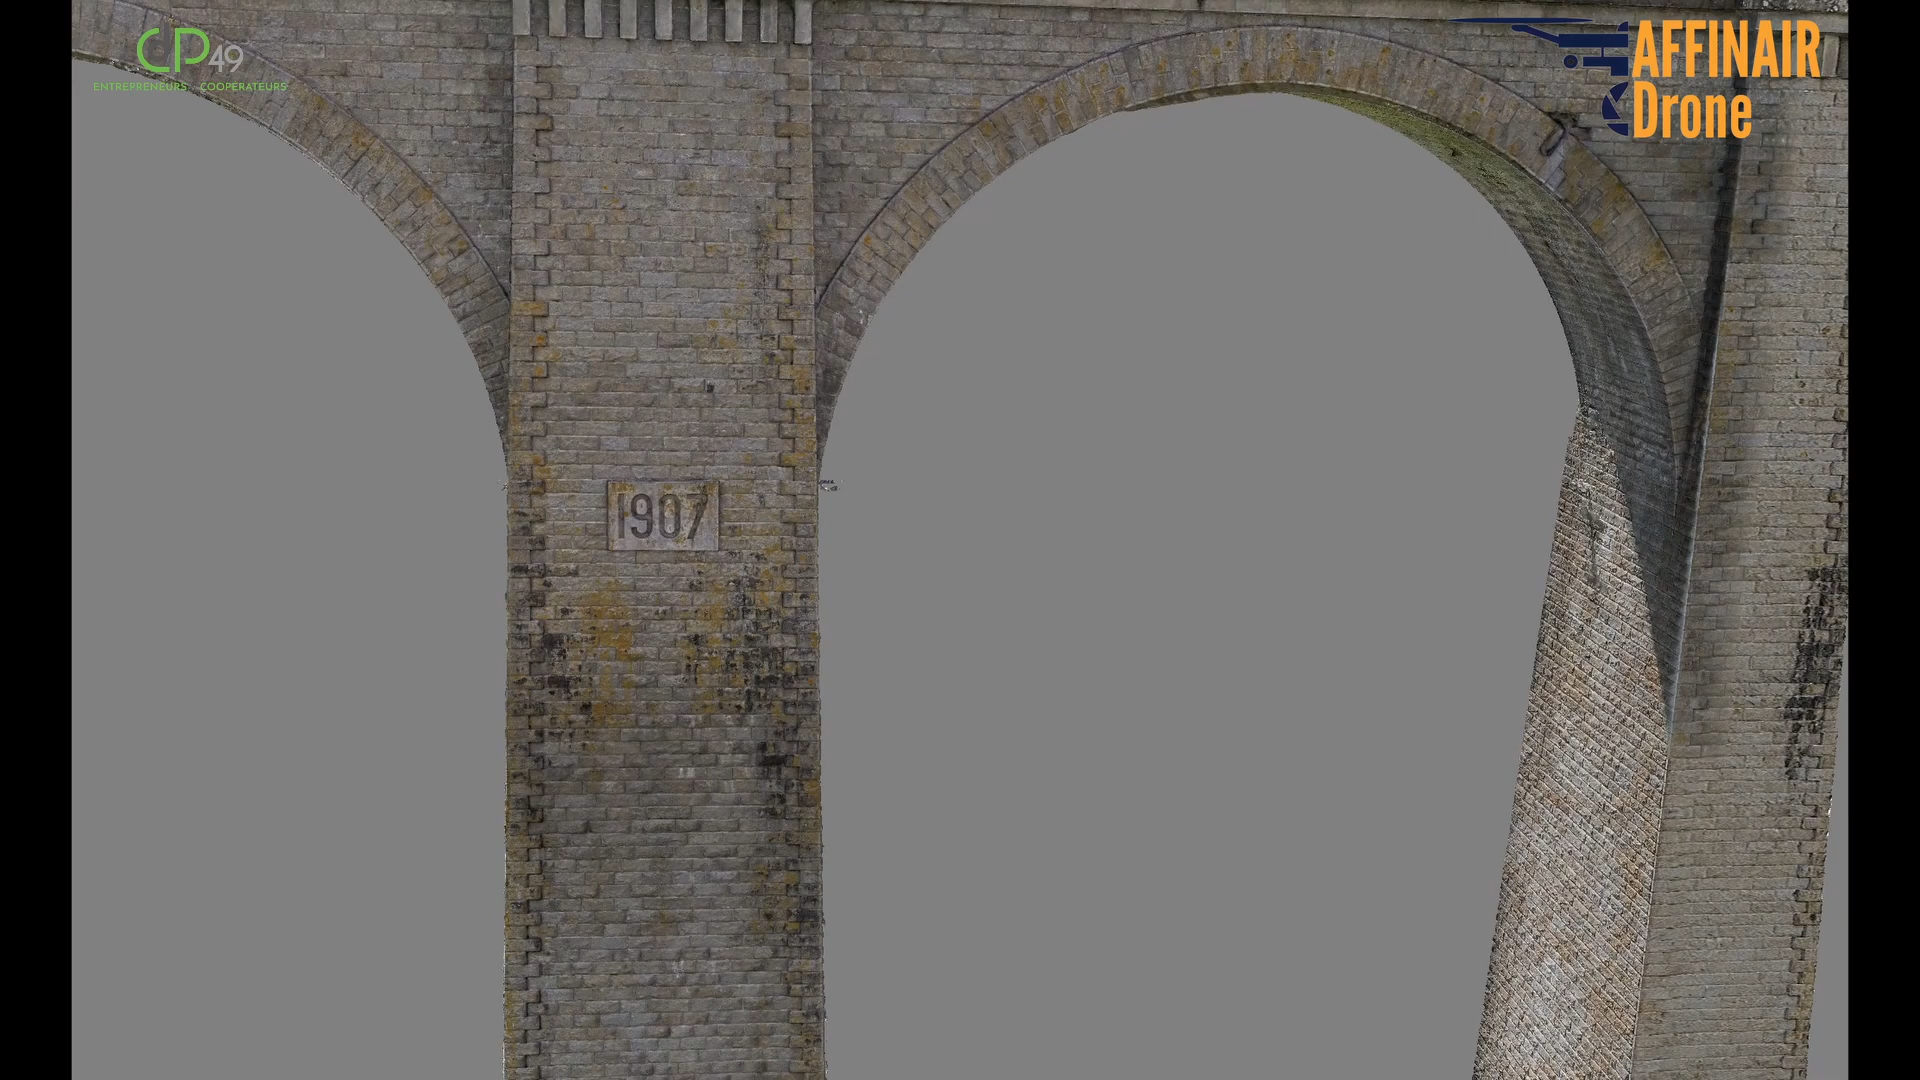 CP49
ENTREPRENEURS COOPERATEURS
AFFINAIR
Drone
1907